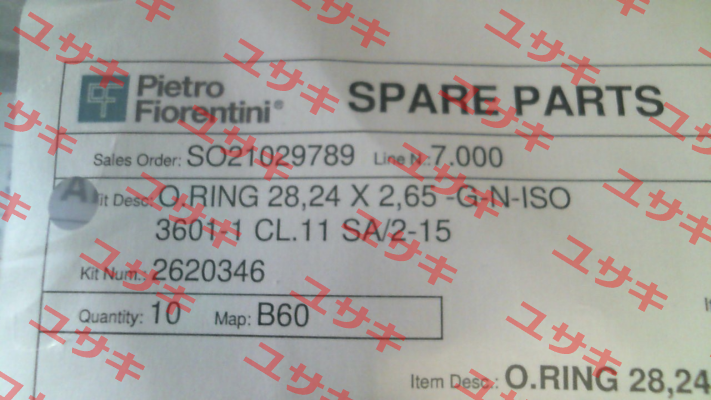 Pietro Fiorentini® SPARE PARTS
Sales Order: SO21029789 Line N.: 7.000
it Desc.: O.RING 28,24 X 2,65 -G-N-ISO
3601-1 CL.11 SA/2-15
Kit Num.: 2620346
Quantity: 10 Map: B60
Item Desc.: O.RING 28,24
ユサキ